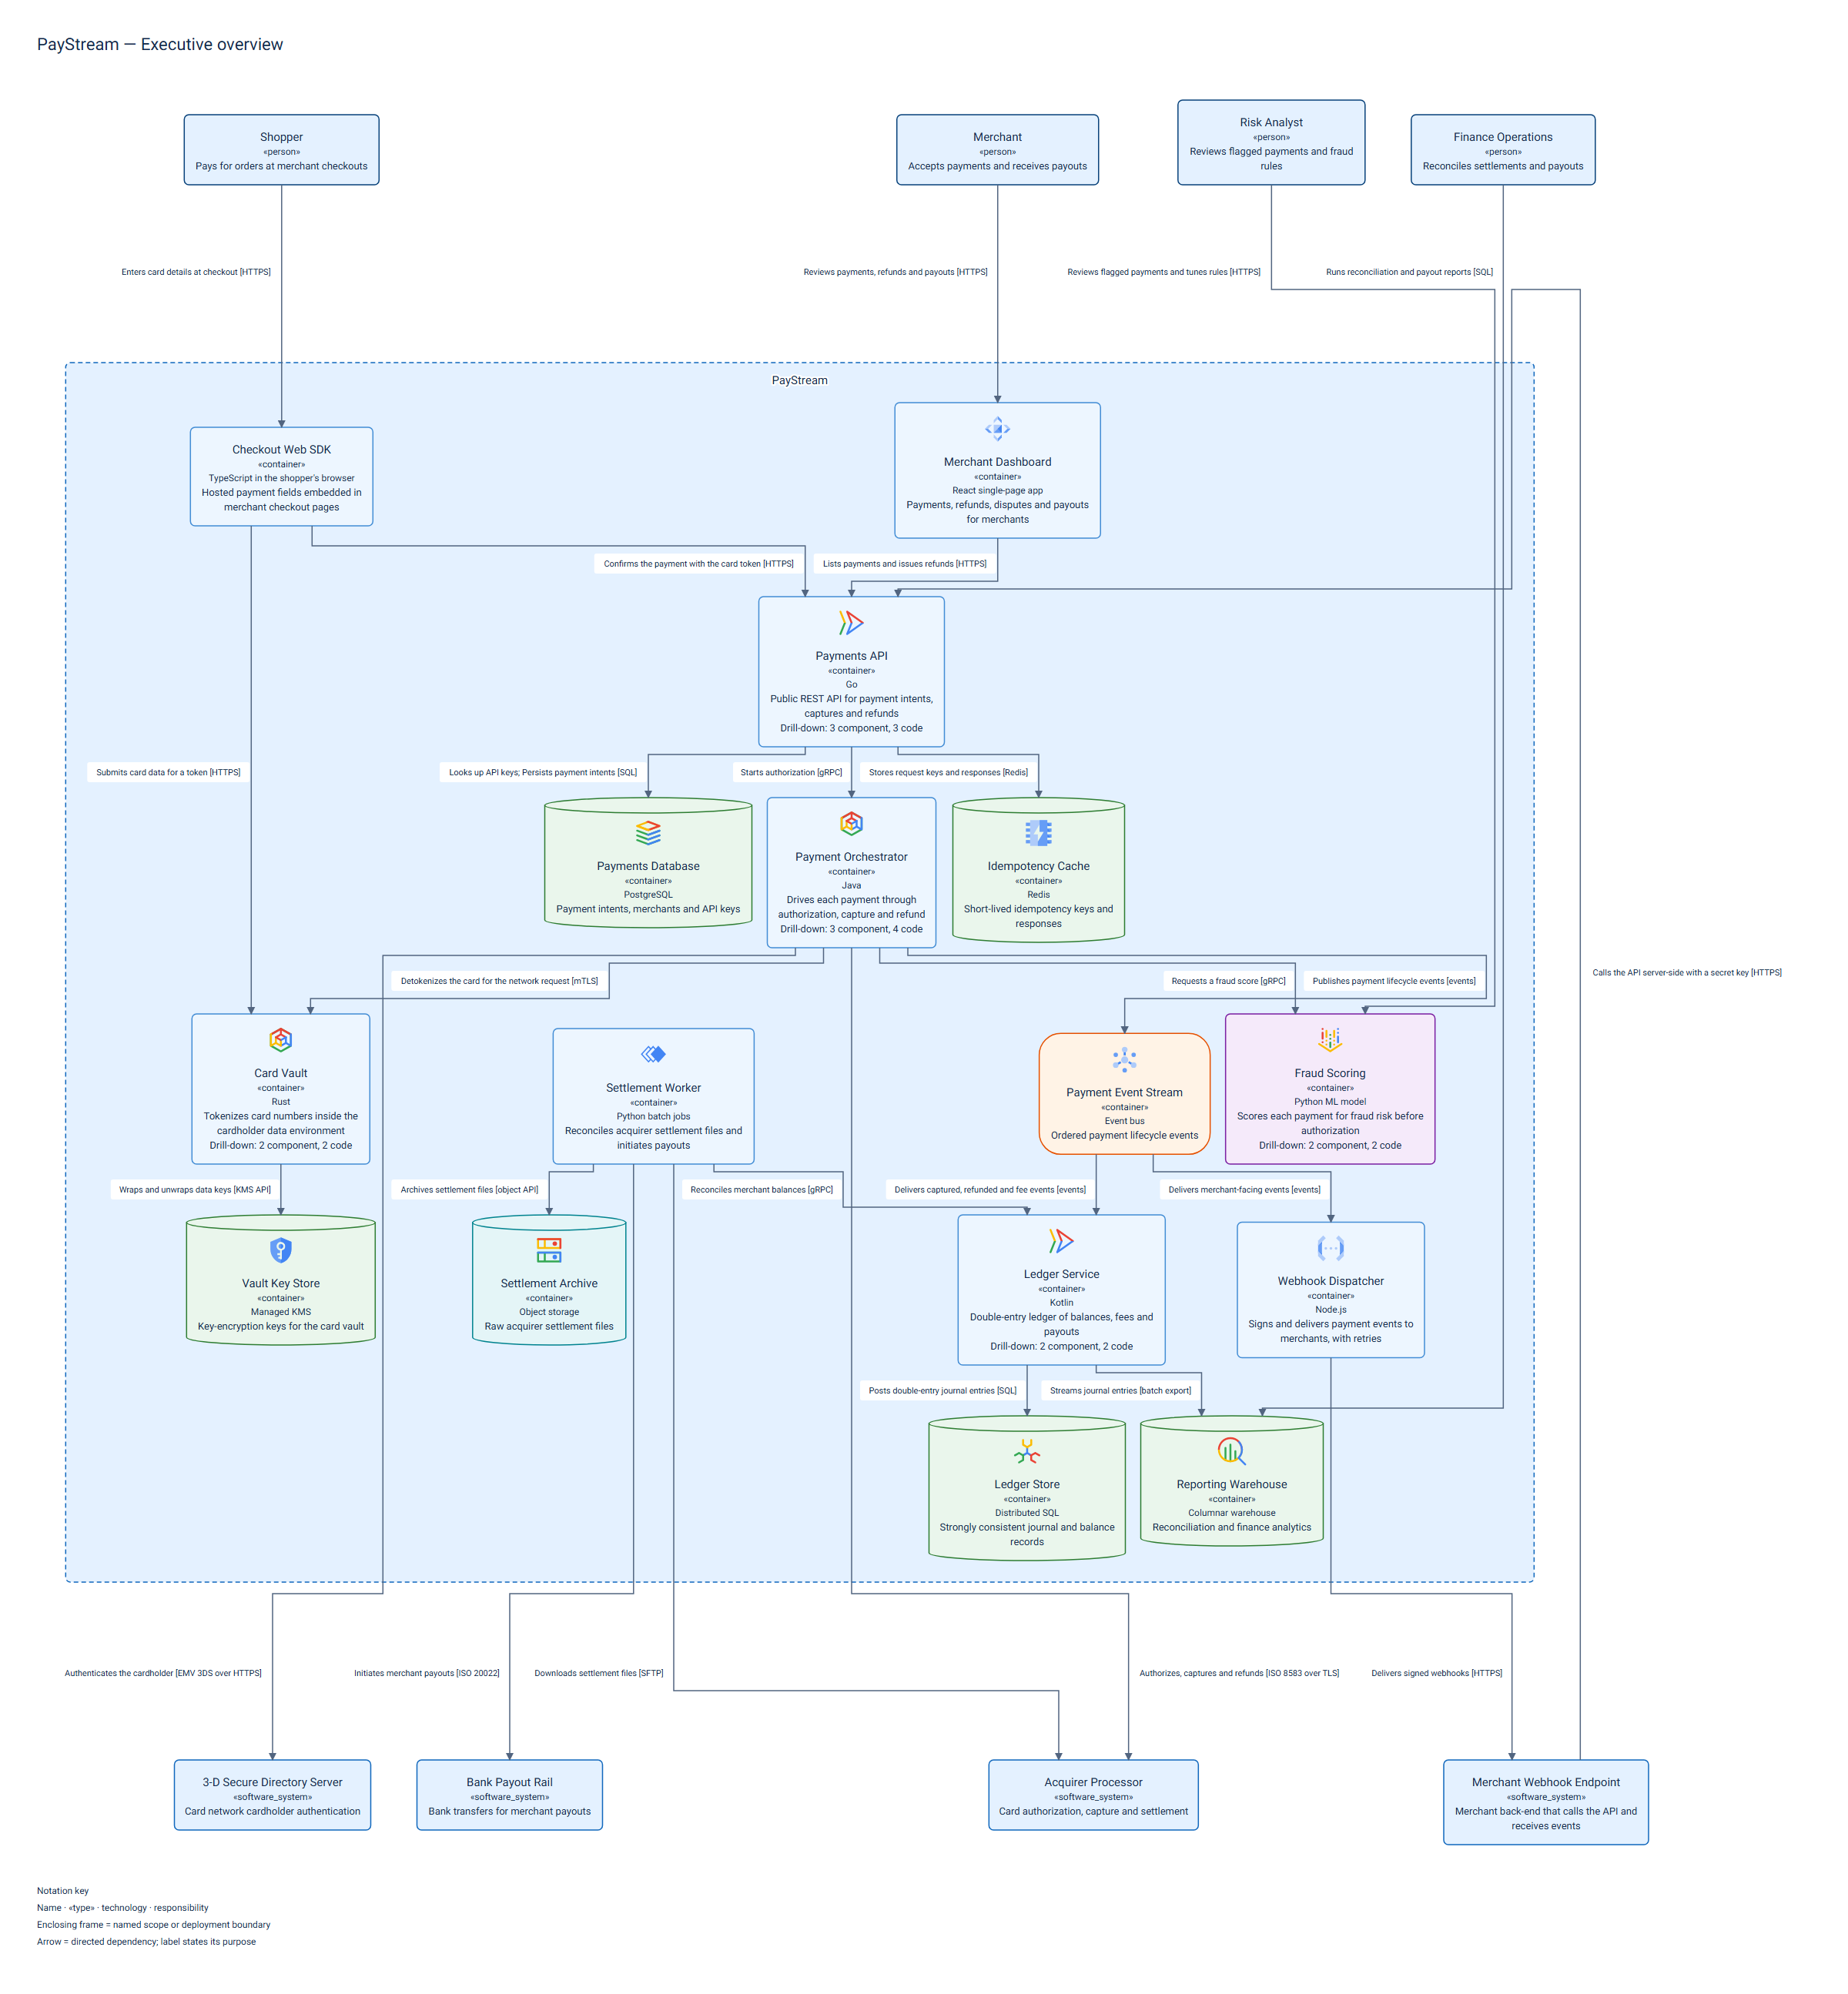 PayStream — Executive overview
Shopper
«person»
Pays for orders at merchant checkouts
Merchant
«person»
Accepts payments and receives payouts
Risk Analyst
«person»
Reviews flagged payments and fraud
rules
Finance Operations
«person»
Reconciles settlements and payouts
Enters card details at checkout [HTTPS]
Reviews payments, refunds and payouts [HTTPS]
Reviews flagged payments and tunes rules [HTTPS]
Runs reconciliation and payout reports [SQL]
PayStream
Checkout Web SDK
«container»
TypeScript in the shopper's browser
Hosted payment fields embedded in
merchant checkout pages
Merchant Dashboard
«container»
React single-page app
Payments, refunds, disputes and payouts
for merchants
Confirms the payment with the card token [HTTPS]
Lists payments and issues refunds [HTTPS]
Payments API
«container»
Go
Public REST API for payment intents,
captures and refunds
Drill-down: 3 component, 3 code
Submits card data for a token [HTTPS]
Looks up API keys; Persists payment intents [SQL]
Starts authorization [gRPC]
Stores request keys and responses [Redis]
Payments Database
«container»
PostgreSQL
Payment intents, merchants and API keys
Payment Orchestrator
«container»
Java
Drives each payment through
authorization, capture and refund
Drill-down: 3 component, 4 code
Idempotency Cache
«container»
Redis
Short-lived idempotency keys and
responses
Detokenizes the card for the network request [mTLS]
Requests a fraud score [gRPC]
Publishes payment lifecycle events [events]
Calls the API server-side with a secret key [HTTPS]
Card Vault
«container»
Rust
Tokenizes card numbers inside the
cardholder data environment
Drill-down: 2 component, 2 code
Settlement Worker
«container»
Python batch jobs
Reconciles acquirer settlement files and
initiates payouts
Payment Event Stream
«container»
Event bus
Ordered payment lifecycle events
Fraud Scoring
«container»
Python ML model
Scores each payment for fraud risk before
authorization
Drill-down: 2 component, 2 code
Wraps and unwraps data keys [KMS API]
Archives settlement files [object API]
Reconciles merchant balances [gRPC]
Delivers captured, refunded and fee events [events]
Delivers merchant-facing events [events]
Vault Key Store
«container»
Managed KMS
Key-encryption keys for the card vault
Settlement Archive
«container»
Object storage
Raw acquirer settlement files
Ledger Service
«container»
Kotlin
Double-entry ledger of balances, fees and
payouts
Drill-down: 2 component, 2 code
Webhook Dispatcher
«container»
Node.js
Signs and delivers payment events to
merchants, with retries
Posts double-entry journal entries [SQL]
Streams journal entries [batch export]
Ledger Store
«container»
Distributed SQL
Strongly consistent journal and balance
records
Reporting Warehouse
«container»
Columnar warehouse
Reconciliation and finance analytics
Authenticates the cardholder [EMV 3DS over HTTPS]
Initiates merchant payouts [ISO 20022]
Downloads settlement files [SFTP]
Authorizes, captures and refunds [ISO 8583 over TLS]
Delivers signed webhooks [HTTPS]
3-D Secure Directory Server
«software_system»
Card network cardholder authentication
Bank Payout Rail
«software_system»
Bank transfers for merchant payouts
Acquirer Processor
«software_system»
Card authorization, capture and settlement
Merchant Webhook Endpoint
«software_system»
Merchant back-end that calls the API and
receives events
Notation key
Name · «type» · technology · responsibility
Enclosing frame = named scope or deployment boundary
Arrow = directed dependency; label states its purpose